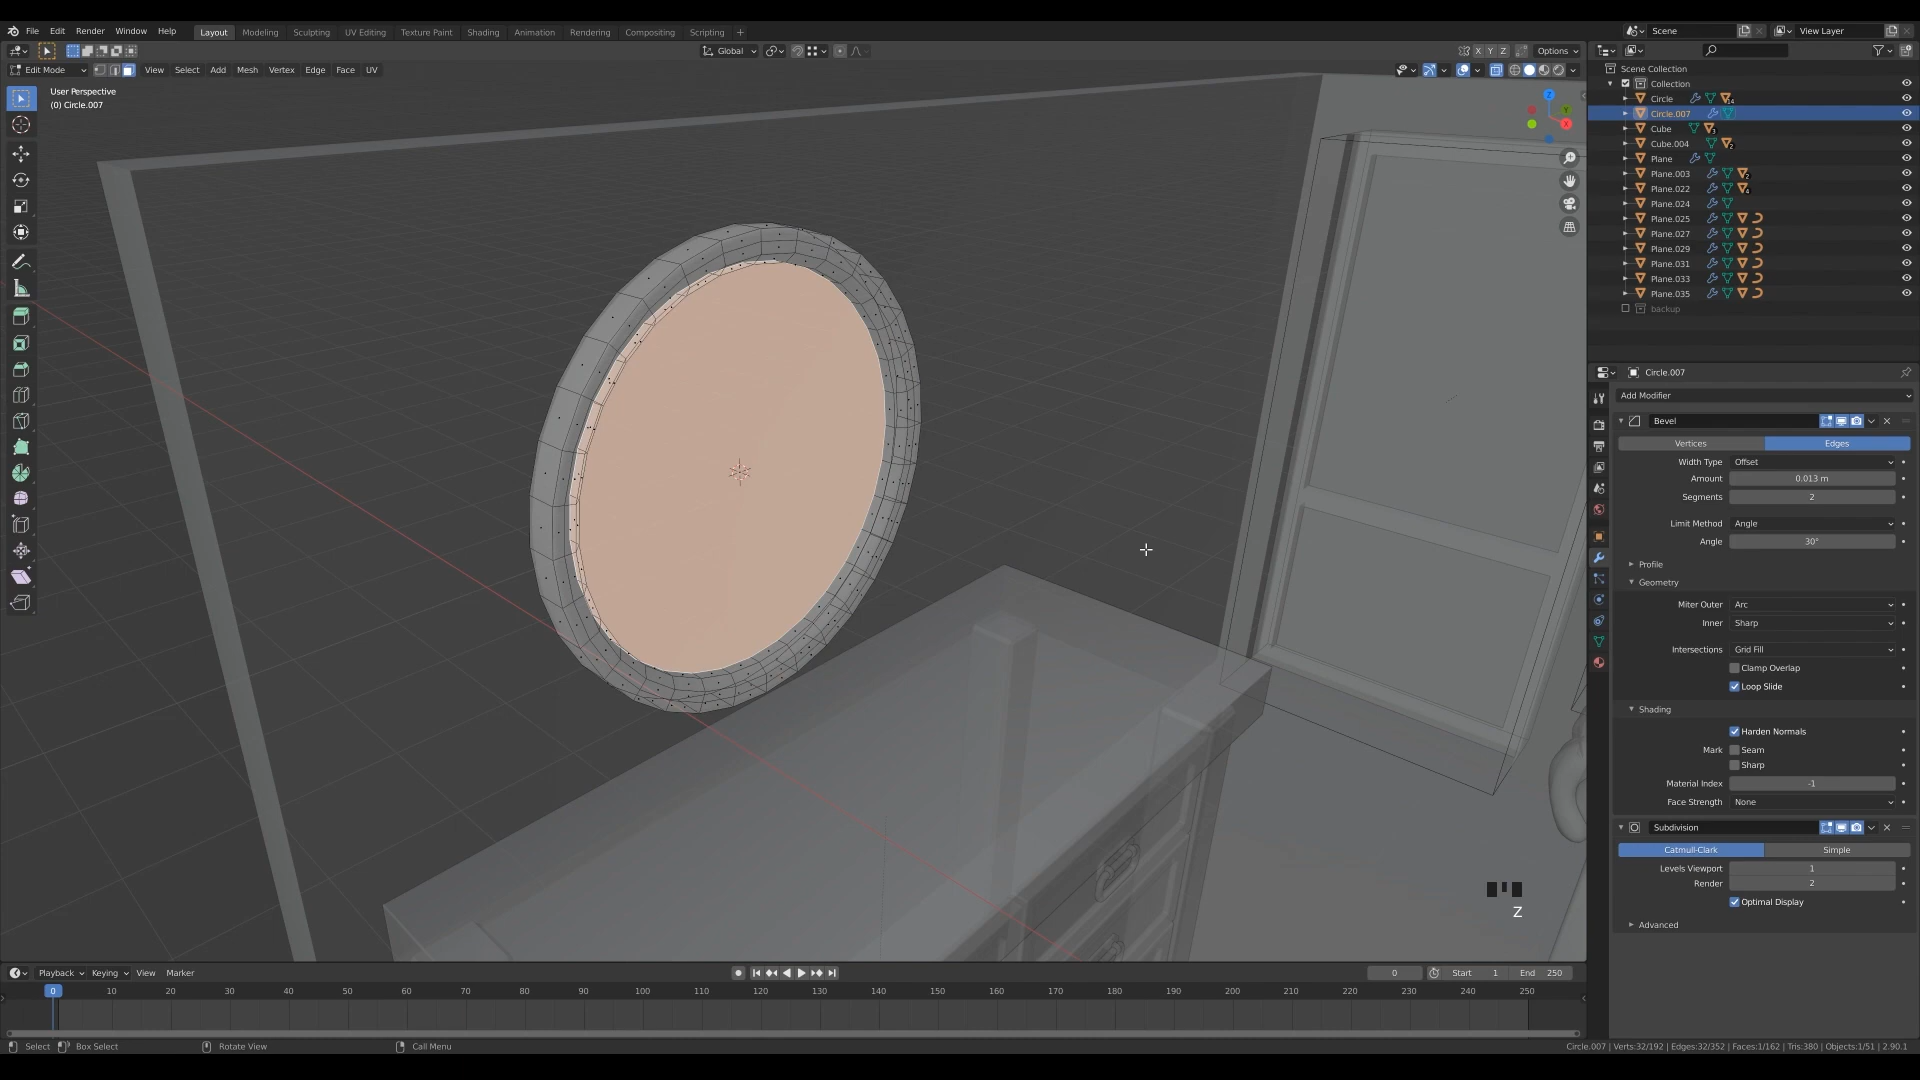 File Edit Render Window Help Layout Modeling Sculpting UV Editing Texture Paint Shading Animation Rendering Compositing Scripting + Scene View Layer
Global X Y Z Options
Edit Mode View Select Add Mesh Vertex Edge Face UV
User Perspective
(0) Circle.007
Z
Y
X
Scene Collection
Collection
Circle 14
Circle.007
Cube 3
Cube.004 2
Plane
Plane.003 2
Plane.022 4
Plane.024
Plane.025
Plane.027
Plane.029
Plane.031
Plane.033
Plane.035
backup
Circle.007
Add Modifier
Bevel
Vertices Edges
Width Type Offset
Amount 0.013 m
Segments 2
Limit Method Angle
Angle 30°
Profile
Geometry
Miter Outer Arc
Inner Sharp
Intersections Grid Fill
Clamp Overlap
Loop Slide
Shading
Harden Normals
Mark Seam
Sharp
Material Index -1
Face Strength None
Subdivision
Catmull-Clark Simple
Levels Viewport 1
Render 2
Optimal Display
Advanced
Z
Playback Keying View Marker 0 Start 1 End 250
0 10 20 30 40 50 60 70 80 90 100 110 120 130 140 150 160 170 180 190 200 210 220 230 240 250
Select Box Select Rotate View Call Menu Circle.007 | Verts:32/192 | Edges:32/352 | Faces:1/162 | Tris:380 | Objects:1/51 | 2.90.1